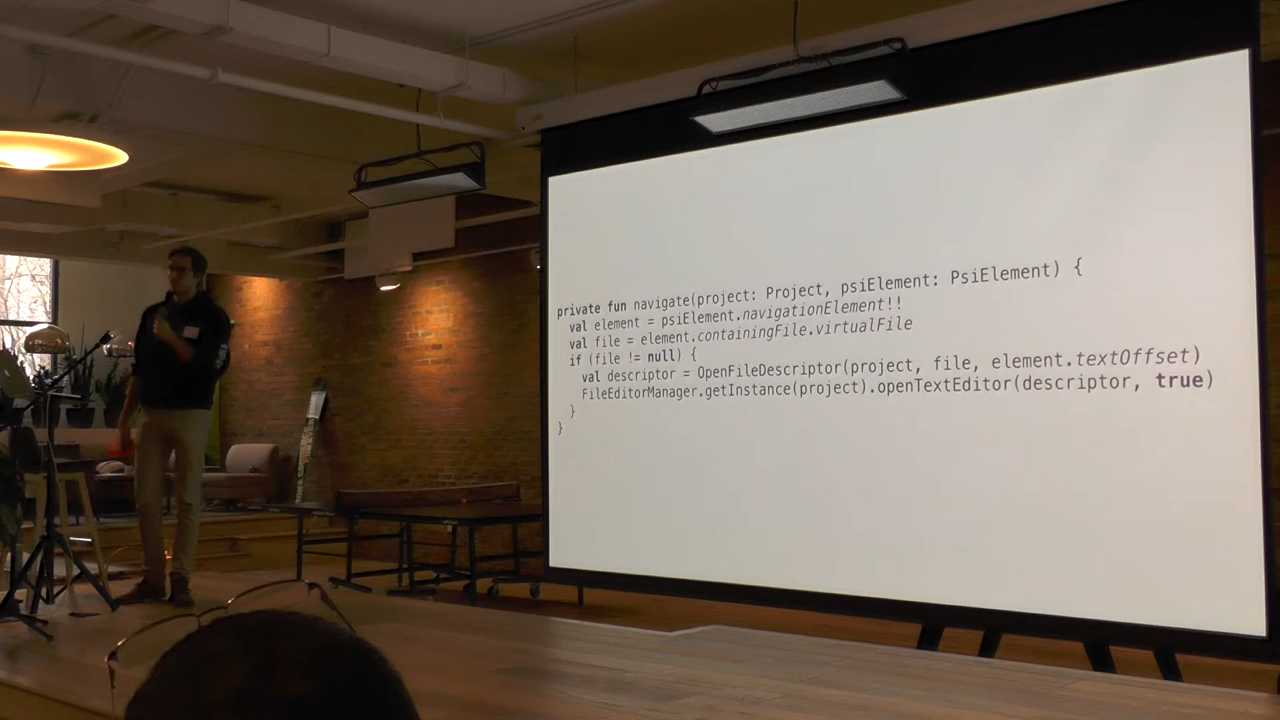 private fun navigate(project: Project, psiElement: PsiElement) {
val element = psiElement.navigationElement!!
val file = element.containingFile.virtualFile
if (file != null) {
val descriptor = OpenFileDescriptor(project, file, element.textOffset)
FileEditorManager.getInstance(project).openTextEditor(descriptor, true)
}
}